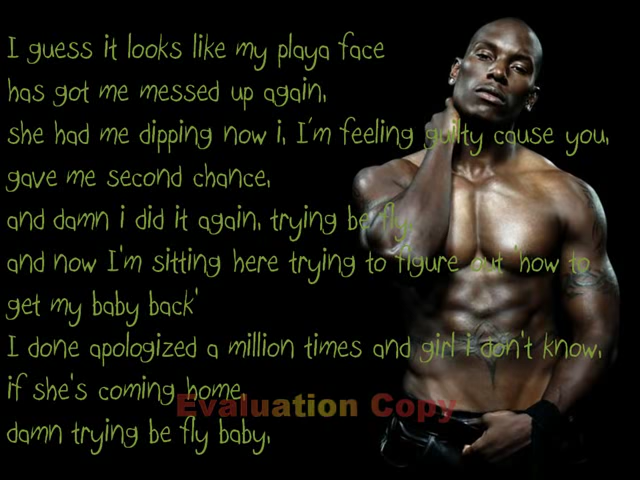 I guess it looks like my playa face
has got me messed up again,
she had me dipping now i, I'm feeling guilty cause you,
gave me second chance,
and damn i did it again, trying be fly,
and now I'm sitting here trying to figure out 'how to
get my baby back'
I done apologized a million times and girl i don't know,
if she's coming home,
Evaluation Copy
damn trying be fly baby,